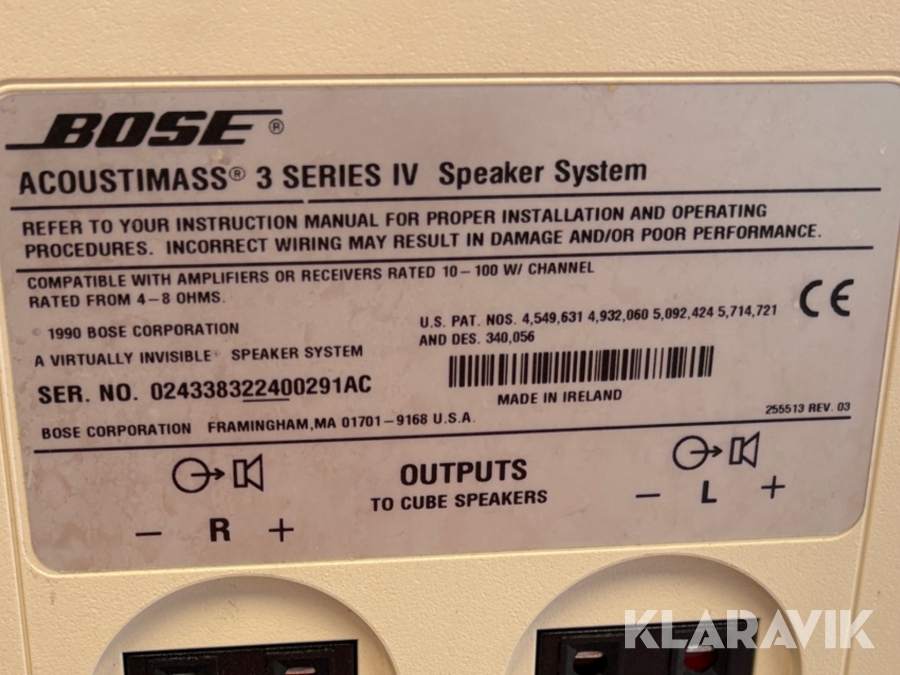 BOSE®
ACOUSTIMASS® 3 SERIES IV Speaker System
REFER TO YOUR INSTRUCTION MANUAL FOR PROPER INSTALLATION AND OPERATING
PROCEDURES. INCORRECT WIRING MAY RESULT IN DAMAGE AND/OR POOR PERFORMANCE.
COMPATIBLE WITH AMPLIFIERS OR RECEIVERS RATED 10-100 W/ CHANNEL
RATED FROM 4-8 OHMS.
© 1990 BOSE CORPORATION
A VIRTUALLY INVISIBLE® SPEAKER SYSTEM
SER. NO. 024338322400291AC
U.S. PAT. NOS. 4,549,631 4,932,060 5,092,424 5,714,721
AND DES. 340,056
CE
MADE IN IRELAND
BOSE CORPORATION FRAMINGHAM,MA 01701-9168 U.S.A.
255513 REV. 03
OUTPUTS
TO CUBE SPEAKERS
- R +
- L +
KLARAVIK